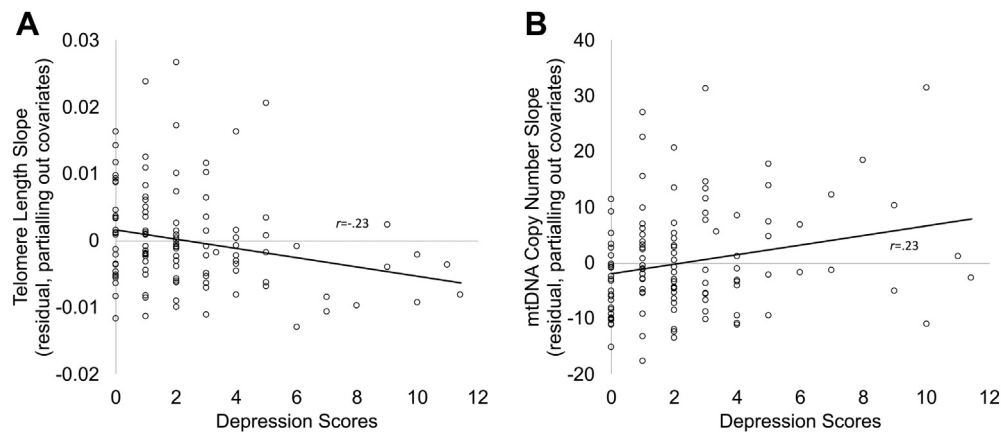 A
Telomere Length Slope
(residual, partialling out covariates)
0.03
0.02
0.01
0
-0.01
-0.02
r=-.23
0 2 4 6 8 10 12
Depression Scores
B
mtDNA Copy Number Slope
(residual, partialling out covariates)
40
30
20
10
0
-10
-20
r=.23
0 2 4 6 8 10 12
Depression Scores